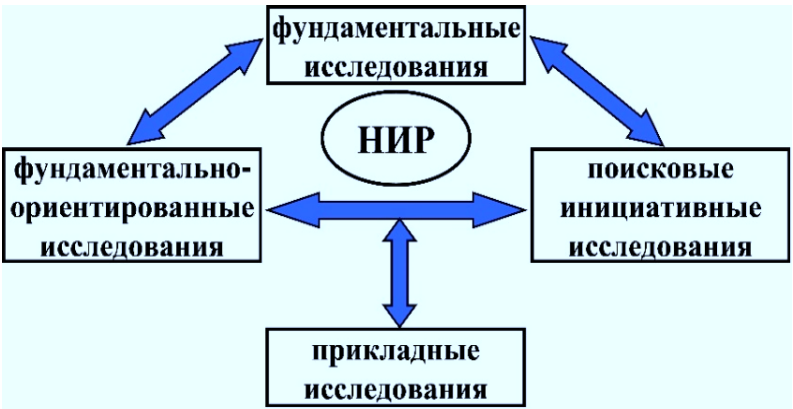 фундаментальные
исследования
НИР
фундаментально-
ориентированные
исследования
поисковые
инициативные
исследования
прикладные
исследования